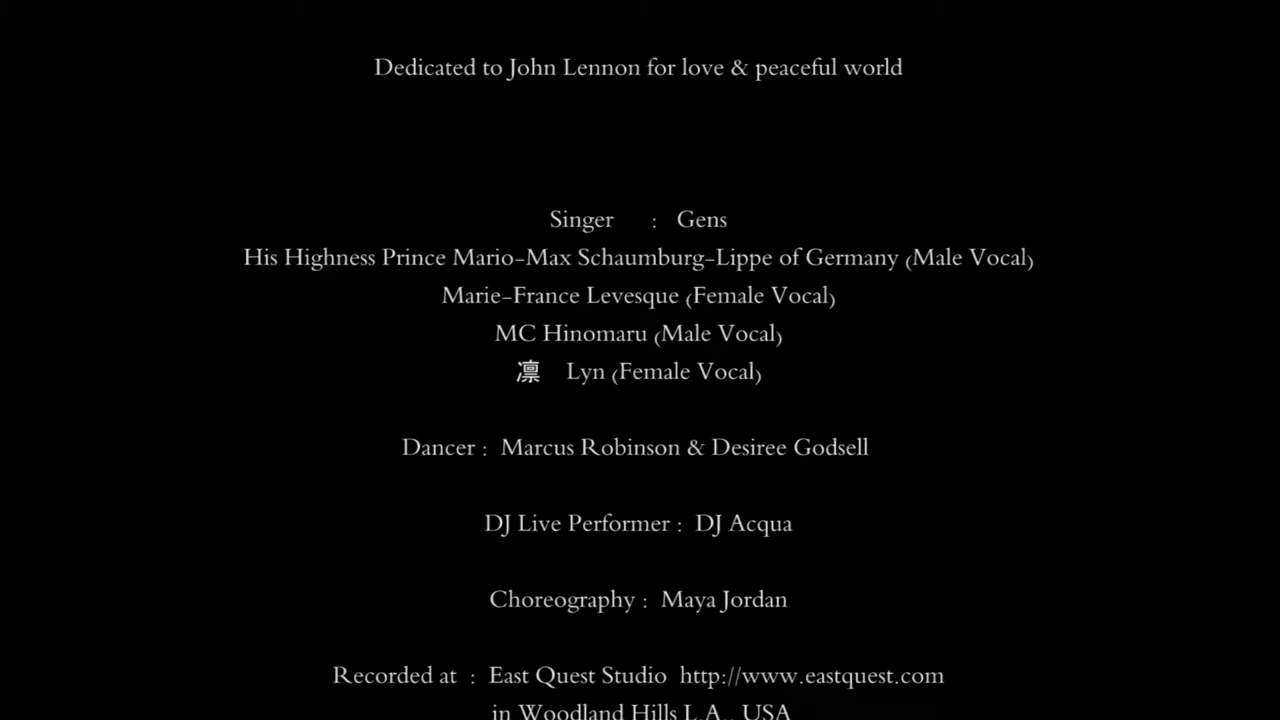 Dedicated to John Lennon for love & peaceful world
Singer : Gens
His Highness Prince Mario-Max Schaumburg-Lippe of Germany (Male Vocal)
Marie-France Levesque (Female Vocal)
MC Hinomaru (Male Vocal)
凛 Lyn (Female Vocal)
Dancer : Marcus Robinson & Desiree Godsell
DJ Live Performer : DJ Acqua
Choreography : Maya Jordan
Recorded at : East Quest Studio http://www.eastquest.com
in Woodland Hills L.A., USA